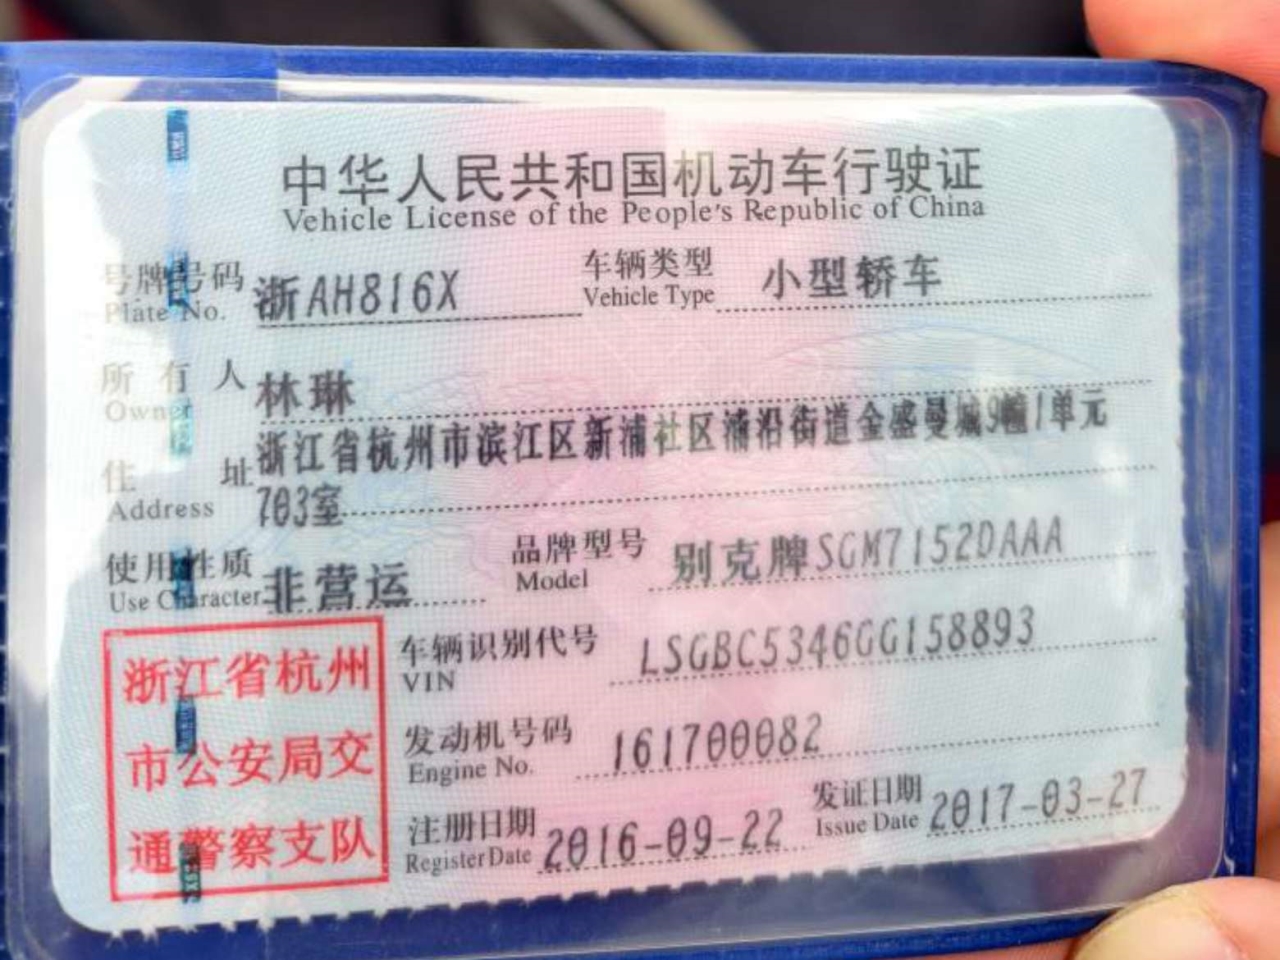 中华人民共和国机动车行驶证
Vehicle License of the People's Republic of China
号牌号码 浙AH816X 车辆类型 小型轿车
Plate No. Vehicle Type
所有人 林琳
Owner
浙江省杭州市滨江区新浦社区浦沿街道金盛曼城9幢1单元
住址
Address 703室
使用性质 非营运 品牌型号 别克牌SGM7152DAAA
Use Character Model
车辆识别代号 LSGBC5346GG158893
VIN
发动机号码 161700082
Engine No.
注册日期 2016-09-22 发证日期 2017-03-27
Register Date Issue Date
浙江省杭州
市公安局交
通警察支队